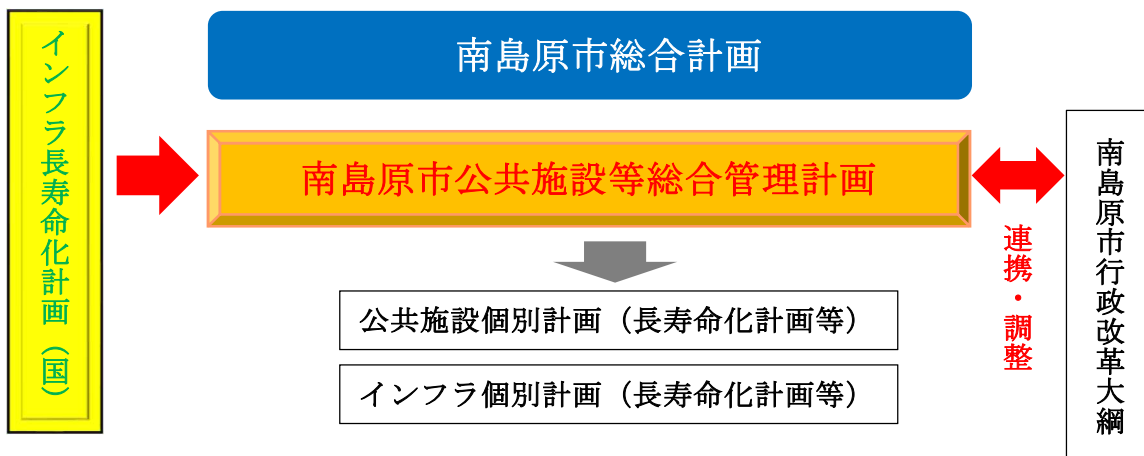 インフラ長寿命化計画（国）
南島原市総合計画
南島原市公共施設等総合管理計画
公共施設個別計画（長寿命化計画等）
インフラ個別計画（長寿命化計画等）
連携・調整
南島原市行政改革大綱